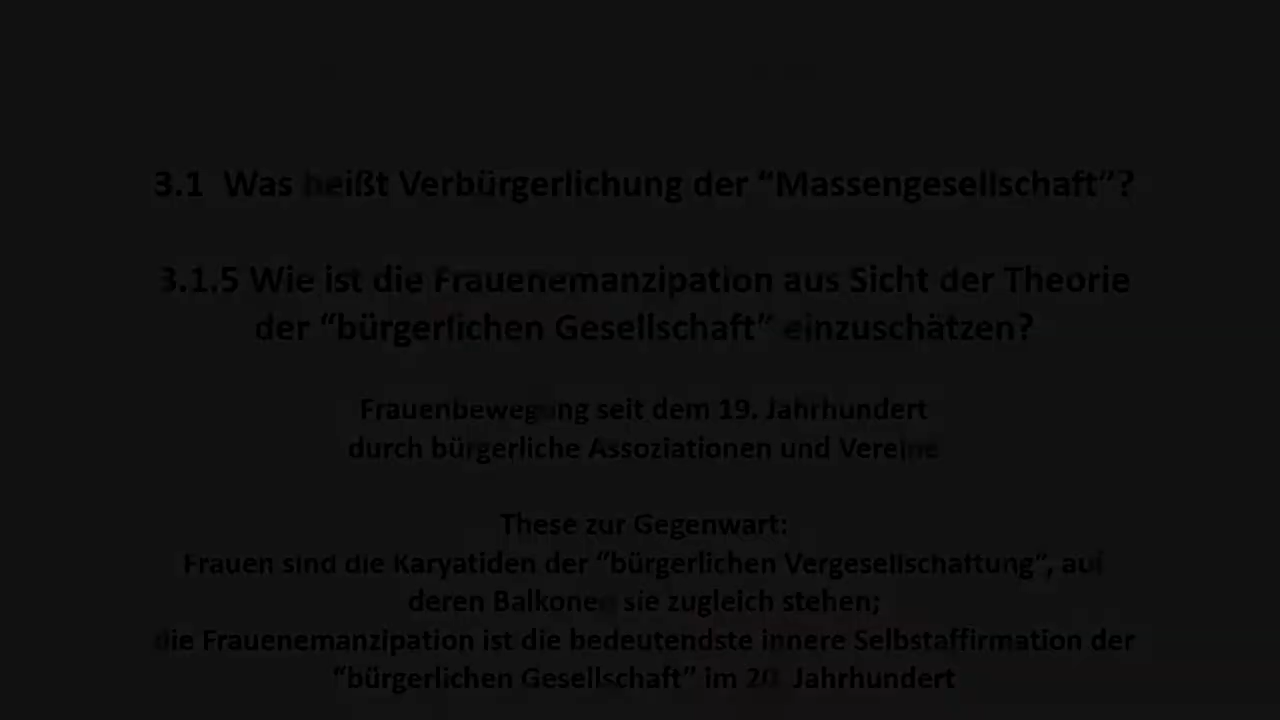 3.1 Was heißt Verbürgerlichung der “Massengesellschaft”?
3.1.5 Wie ist die Frauenemanzipation aus Sicht der Theorie
der “bürgerlichen Gesellschaft” einzuschätzen?
Frauenbewegung seit dem 19. Jahrhundert
durch bürgerliche Assoziationen und Vereine
These zur Gegenwart:
Frauen sind die Karyatiden der “bürgerlichen Vergesellschaftung”, auf
deren Balkonen sie zugleich stehen;
die Frauenemanzipation ist die bedeutendste innere Selbstaffirmation der
“bürgerlichen Gesellschaft” im 20. Jahrhundert